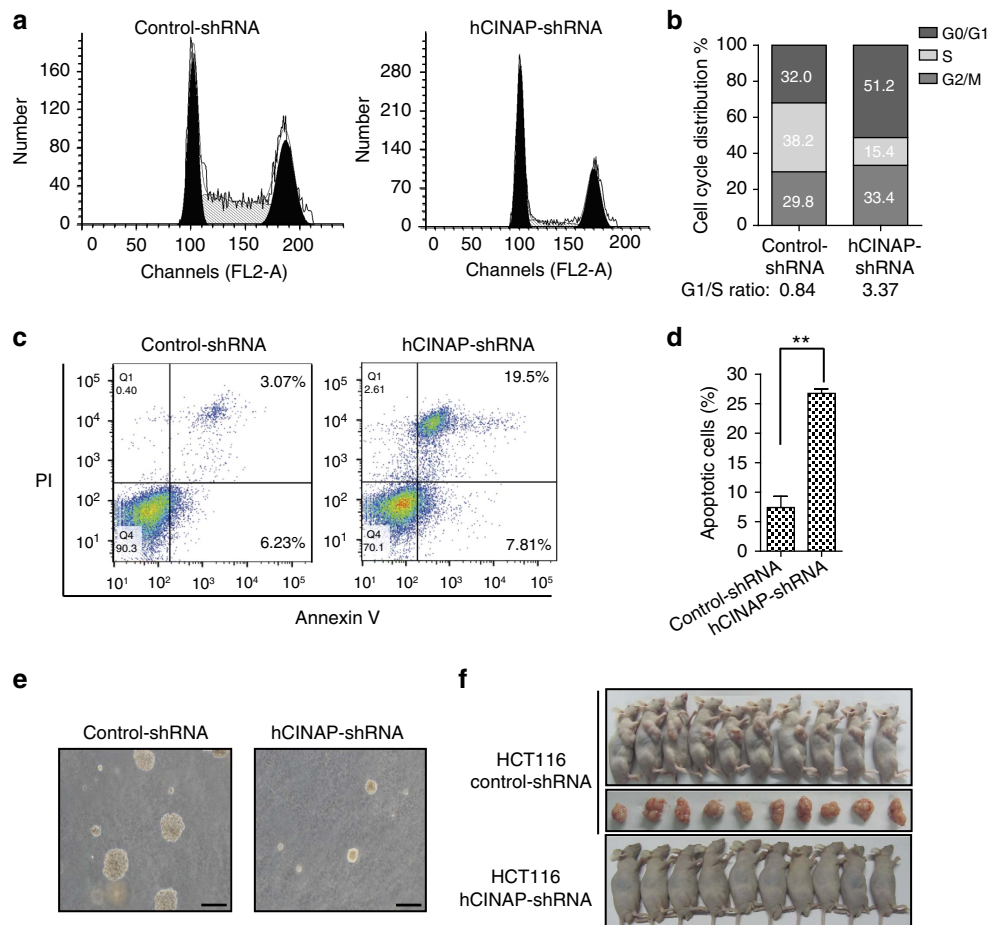 a
Control-shRNA
hCINAP-shRNA
Number
160
120
80
40
0
0 50 100 150 200
Channels (FL2-A)
Number
280
210
140
70
0
0 50 100 150 200
Channels (FL2-A)
b
Cell cycle distribution %
100
80
60
40
20
0
32.0
38.2
29.8
51.2
15.4
33.4
G0/G1
S
G2/M
Control-
shRNA
hCINAP-
shRNA
G1/S ratio: 0.84 3.37
c
Control-shRNA
hCINAP-shRNA
PI
10⁵
10⁴
10³
10²
10¹
Q1
0.40
3.07%
Q4
90.3
6.23%
10¹ 10² 10³ 10⁴ 10⁵
10⁵
10⁴
10³
10²
10¹
Q1
2.61
19.5%
Q4
70.1
7.81%
10¹ 10² 10³ 10⁴ 10⁵
Annexin V
d
**
Apoptotic cells (%)
30
25
20
10
5
0
Control-shRNA
hCINAP-shRNA
e
Control-shRNA
hCINAP-shRNA
f
HCT116
control-shRNA
HCT116
hCINAP-shRNA